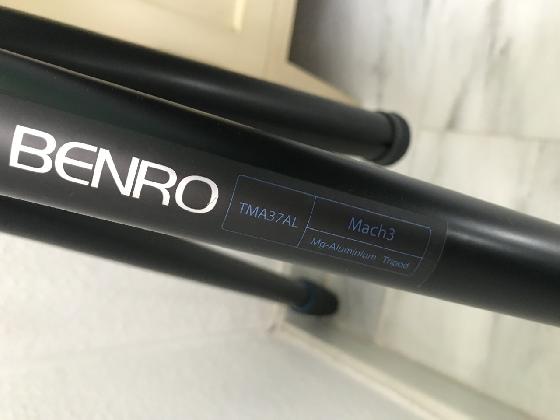 BENRO
TMA37AL
Mach3
Mg-Aluminium Tripod